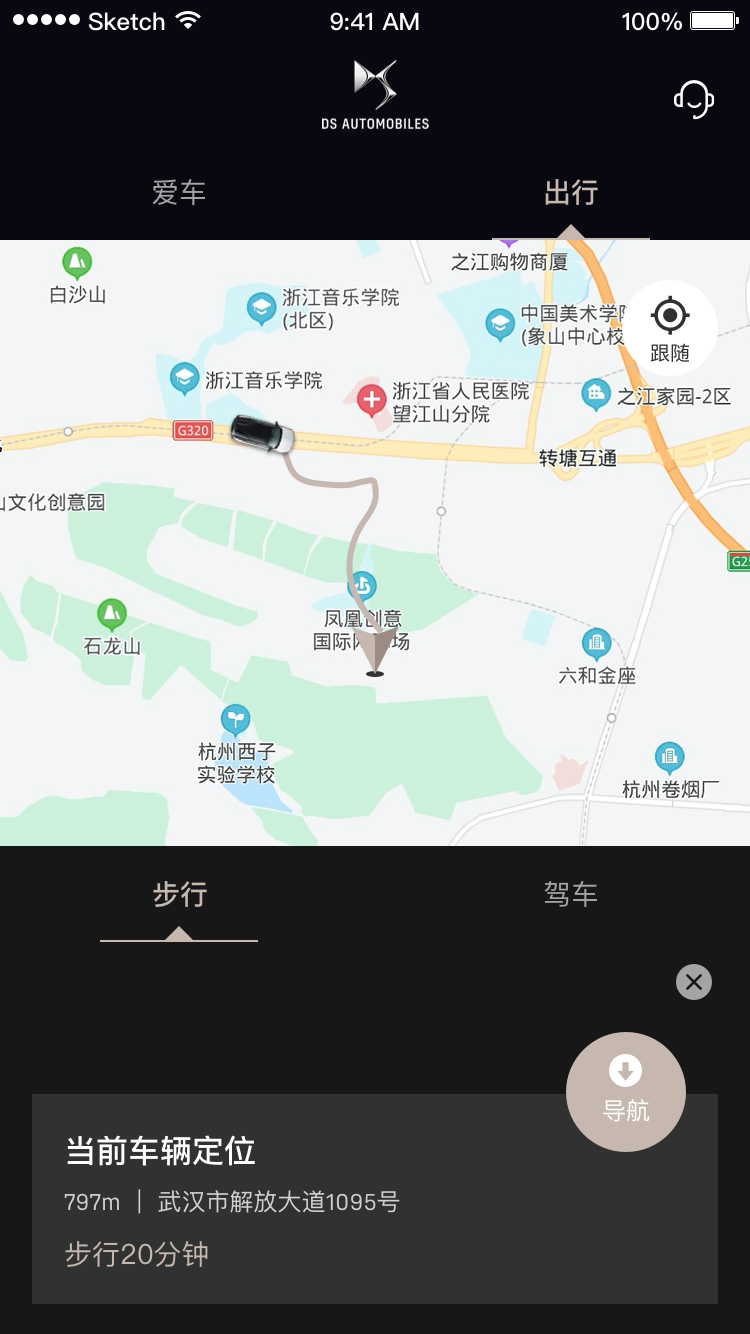 Sketch
9:41 AM
100%
DS AUTOMOBILES
爱车
出行
之江购物商厦
白沙山
浙江音乐学院
(北区)
中国美术学
(象山中心校
跟随
浙江音乐学院
浙江省人民医院
望江山分院
之江家园-2区
G320
转塘互通
山文化创意园
G2
凤凰创意
国际
场
石龙山
六和金座
杭州西子
实验学校
杭州卷烟厂
步行
驾车
导航
当前车辆定位
797m | 武汉市解放大道1095号
步行20分钟